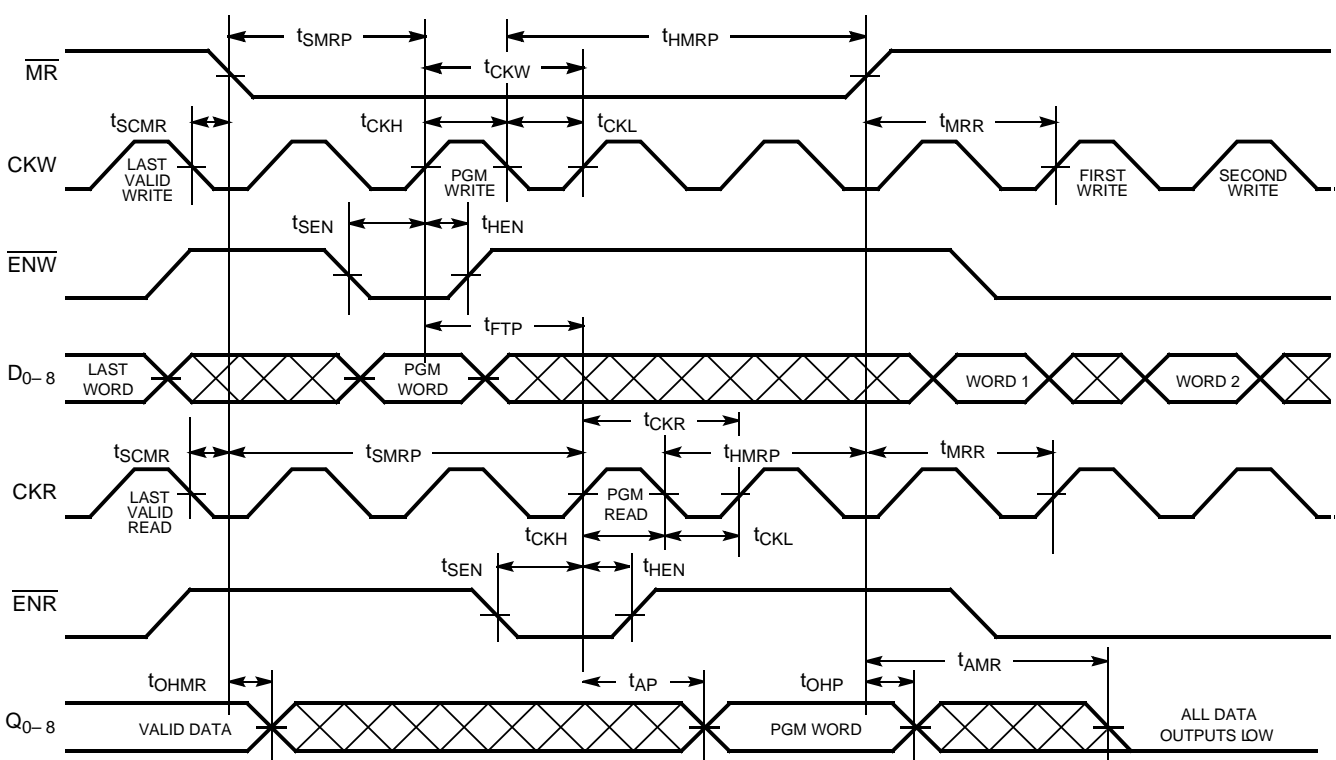 tSMRP tHMRP
MR
tCKW
tSCMR tCKH tCKL tMRR
CKW
LAST VALID WRITE
PGM WRITE
FIRST WRITE
SECOND WRITE
tSEN tHEN
ENW
tFTP
D0–8
LAST WORD
PGM WORD
WORD 1
WORD 2
tCKR
tSCMR tSMRP tHMRP tMRR
CKR
LAST VALID READ
PGM READ
tCKH tCKL
tSEN tHEN
ENR
tAMR
tOHMR tAP tOHP
Q0–8
VALID DATA
PGM WORD
ALL DATA OUTPUTS LOW